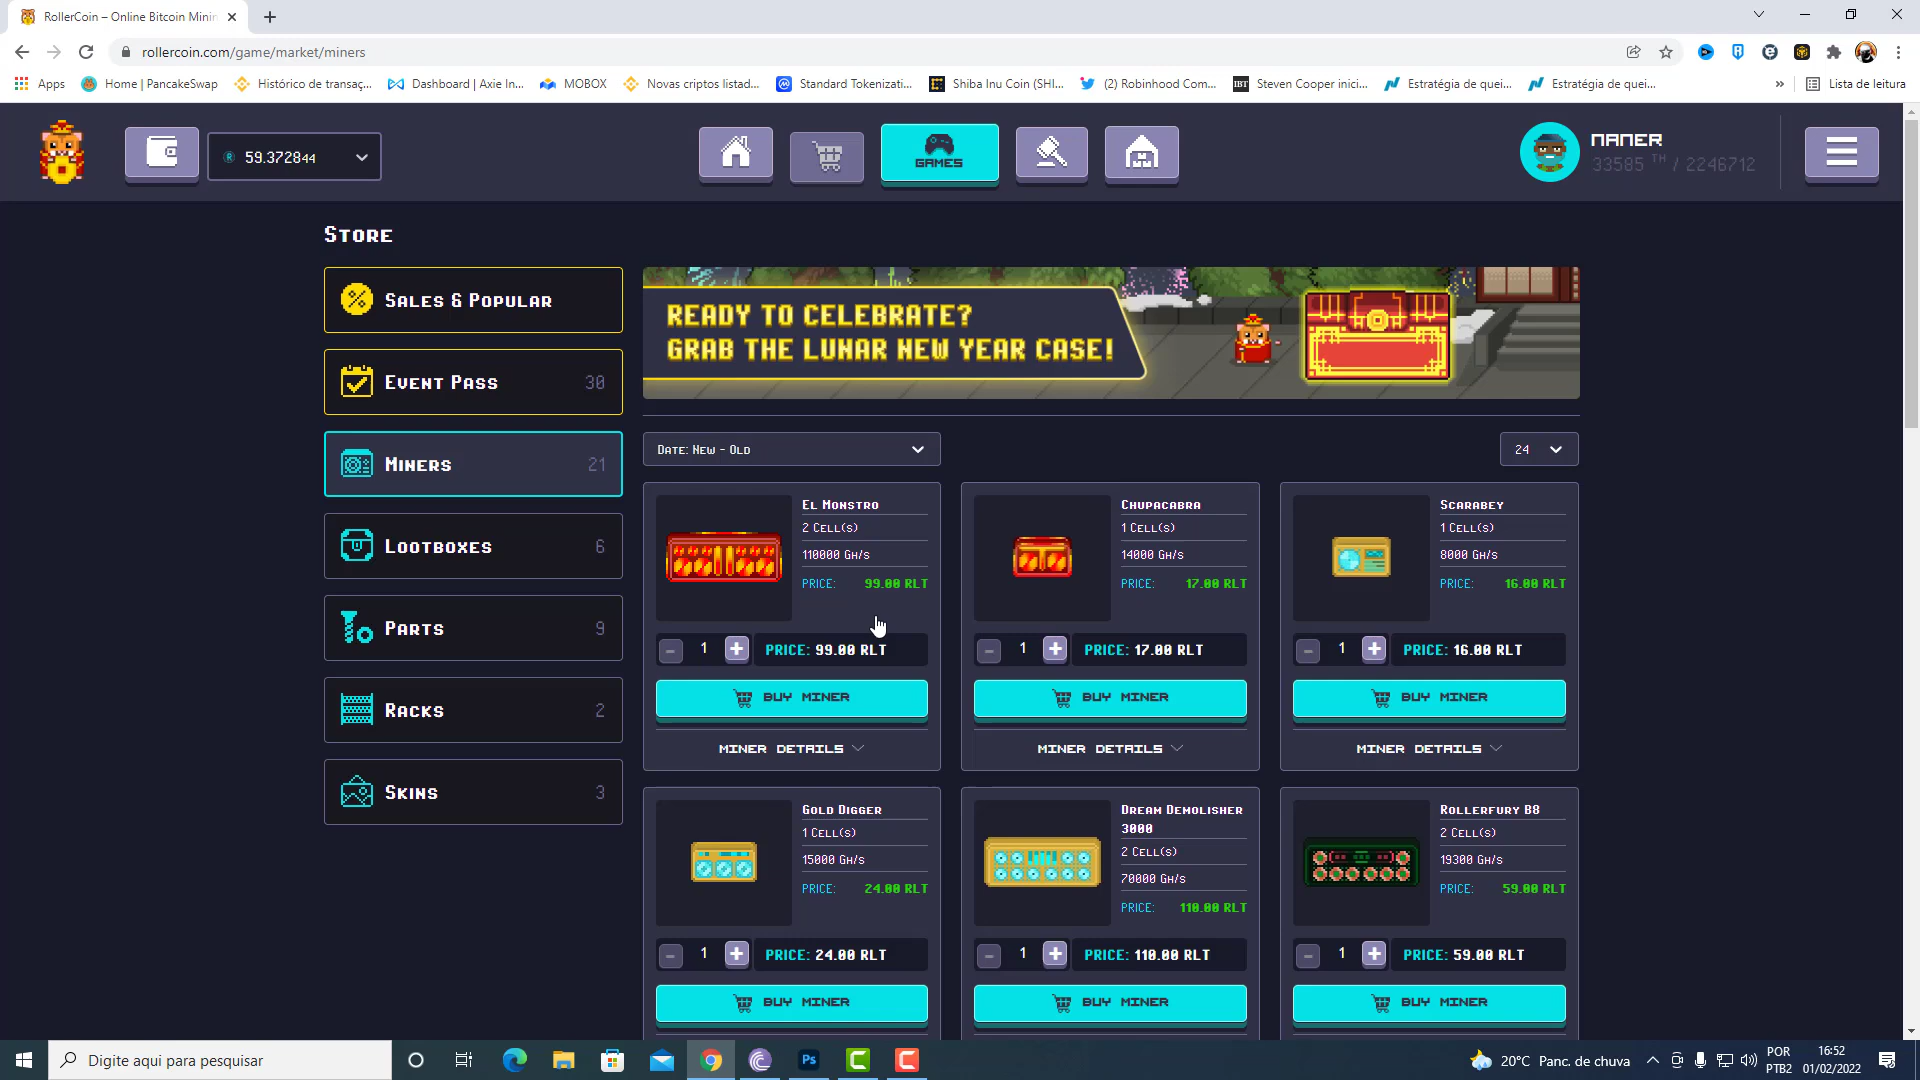 RollerCoin – Online Bitcoin Minin
rollercoin.com/game/market/miners
Apps
Home | PancakeSwap
Histórico de transaç...
Dashboard | Axie In...
MOBOX
Novas criptos listad...
Standard Tokenizati...
Shiba Inu Coin (SHI...
(2) Robinhood Com...
IBT
Steven Cooper inici...
Estratégia de quei...
Estratégia de quei...
»
Lista de leitura
59.372844
GAMES
NANER
33585 TH / 2246712
STORE
SALES & POPULAR
EVENT PASS 30
MINERS 21
LOOTBOXES 6
PARTS 9
RACKS 2
SKINS 3
READY TO CELEBRATE?
GRAB THE LUNAR NEW YEAR CASE!
DATE: NEW - OLD
24
EL MONSTRO
2 CELL(S)
110000 GH/S
PRICE: 99.00 RLT
- 1 + PRICE: 99.00 RLT
BUY MINER
MINER DETAILS
CHUPACABRA
1 CELL(S)
14000 GH/S
PRICE: 17.00 RLT
- 1 + PRICE: 17.00 RLT
BUY MINER
MINER DETAILS
SCARABEY
1 CELL(S)
8000 GH/S
PRICE: 16.00 RLT
- 1 + PRICE: 16.00 RLT
BUY MINER
MINER DETAILS
GOLD DIGGER
1 CELL(S)
15000 GH/S
PRICE: 24.00 RLT
- 1 + PRICE: 24.00 RLT
BUY MINER
DREAM DEMOLISHER
3000
2 CELL(S)
70000 GH/S
PRICE: 110.00 RLT
- 1 + PRICE: 110.00 RLT
BUY MINER
ROLLERFURY B8
2 CELL(S)
19300 GH/S
PRICE: 59.00 RLT
- 1 + PRICE: 59.00 RLT
BUY MINER
Digite aqui para pesquisar
Ps
20°C Panc. de chuva
POR
PTB2
16:52
01/02/2022